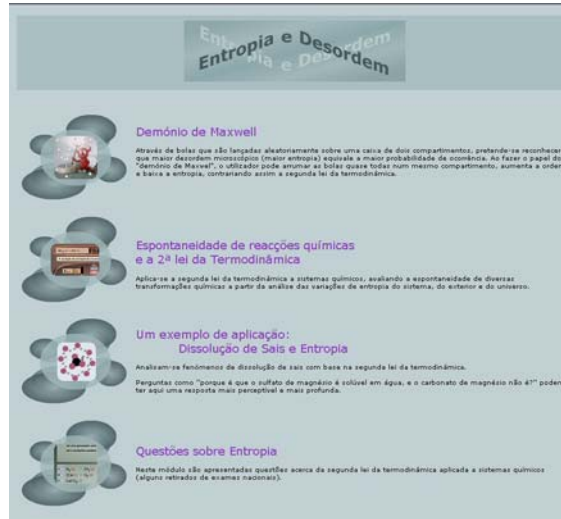 Entropia e Desordem
Entropia e Desordem
Demónio de Maxwell
Através de bolas que são lançadas aleatoriamente sobre uma caixa de dois compartimentos, pretende-se reconhecer
que maior desordem microscópica (maior entropia) equivale a maior probabilidade de ocorrência. Ao fazer o papel do
"demónio de Maxwel", o utilizador pode arrumar as bolas quase todas num mesmo compartimento, aumenta a ordem
e baixa a entropia, contrariando assim a segunda lei da termodinâmica.
Espontaneidade de reacções químicas
e a 2ª lei da Termodinâmica
Aplica-se a segunda lei da termodinâmica a sistemas químicos, avaliando a espontaneidade de diversas
transformações químicas a partir da análise das variações de entropia do sistema, do exterior e do universo.
Um exemplo de aplicação:
Dissolução de Sais e Entropia
Analisam-se fenómenos de dissolução de sais com base na segunda lei da termodinâmica.
Perguntas como "porque é que o sulfato de magnésio é solúvel em água, e o carbonato de magnésio não é?" podem
ter aqui uma resposta mais perceptível e mais profunda.
Questões sobre Entropia
Neste módulo são apresentadas questões acerca da segunda lei da termodinâmica aplicada a sistemas químicos
(alguns retirados de exames nacionais).